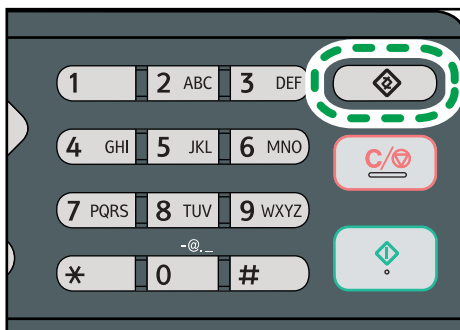 1 2 ABC 3 DEF
4 GHI 5 JKL 6 MNO
C/
7 PQRS 8 TUV 9 WXYZ
-@._
* 0 #